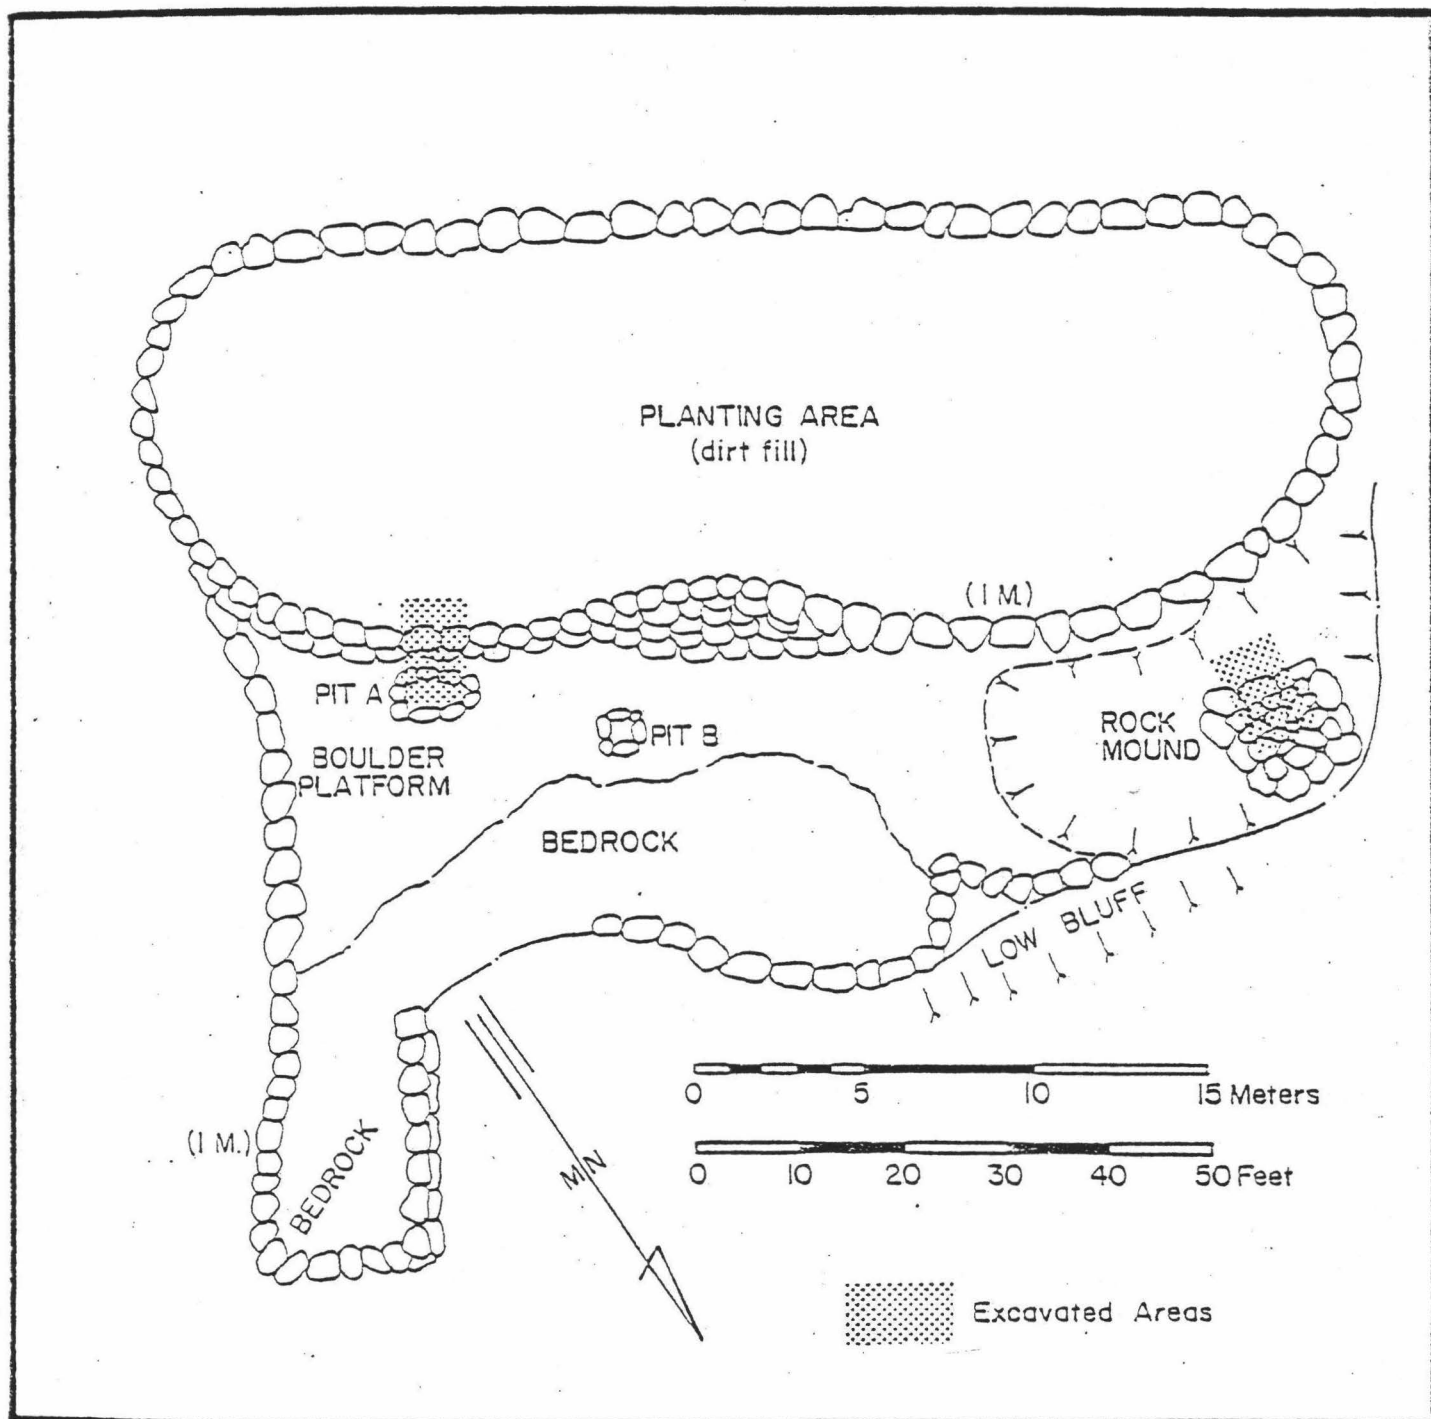 PLANTING AREA
(dirt fill)
(1 M.)
PIT A
PIT B
ROCK
MOUND
BOULDER
PLATFORM
BEDROCK
LOW BLUFF
0 5 10 15 Meters
(1 M.)
BEDROCK
MN
0 10 20 30 40 50 Feet
Excavated Areas